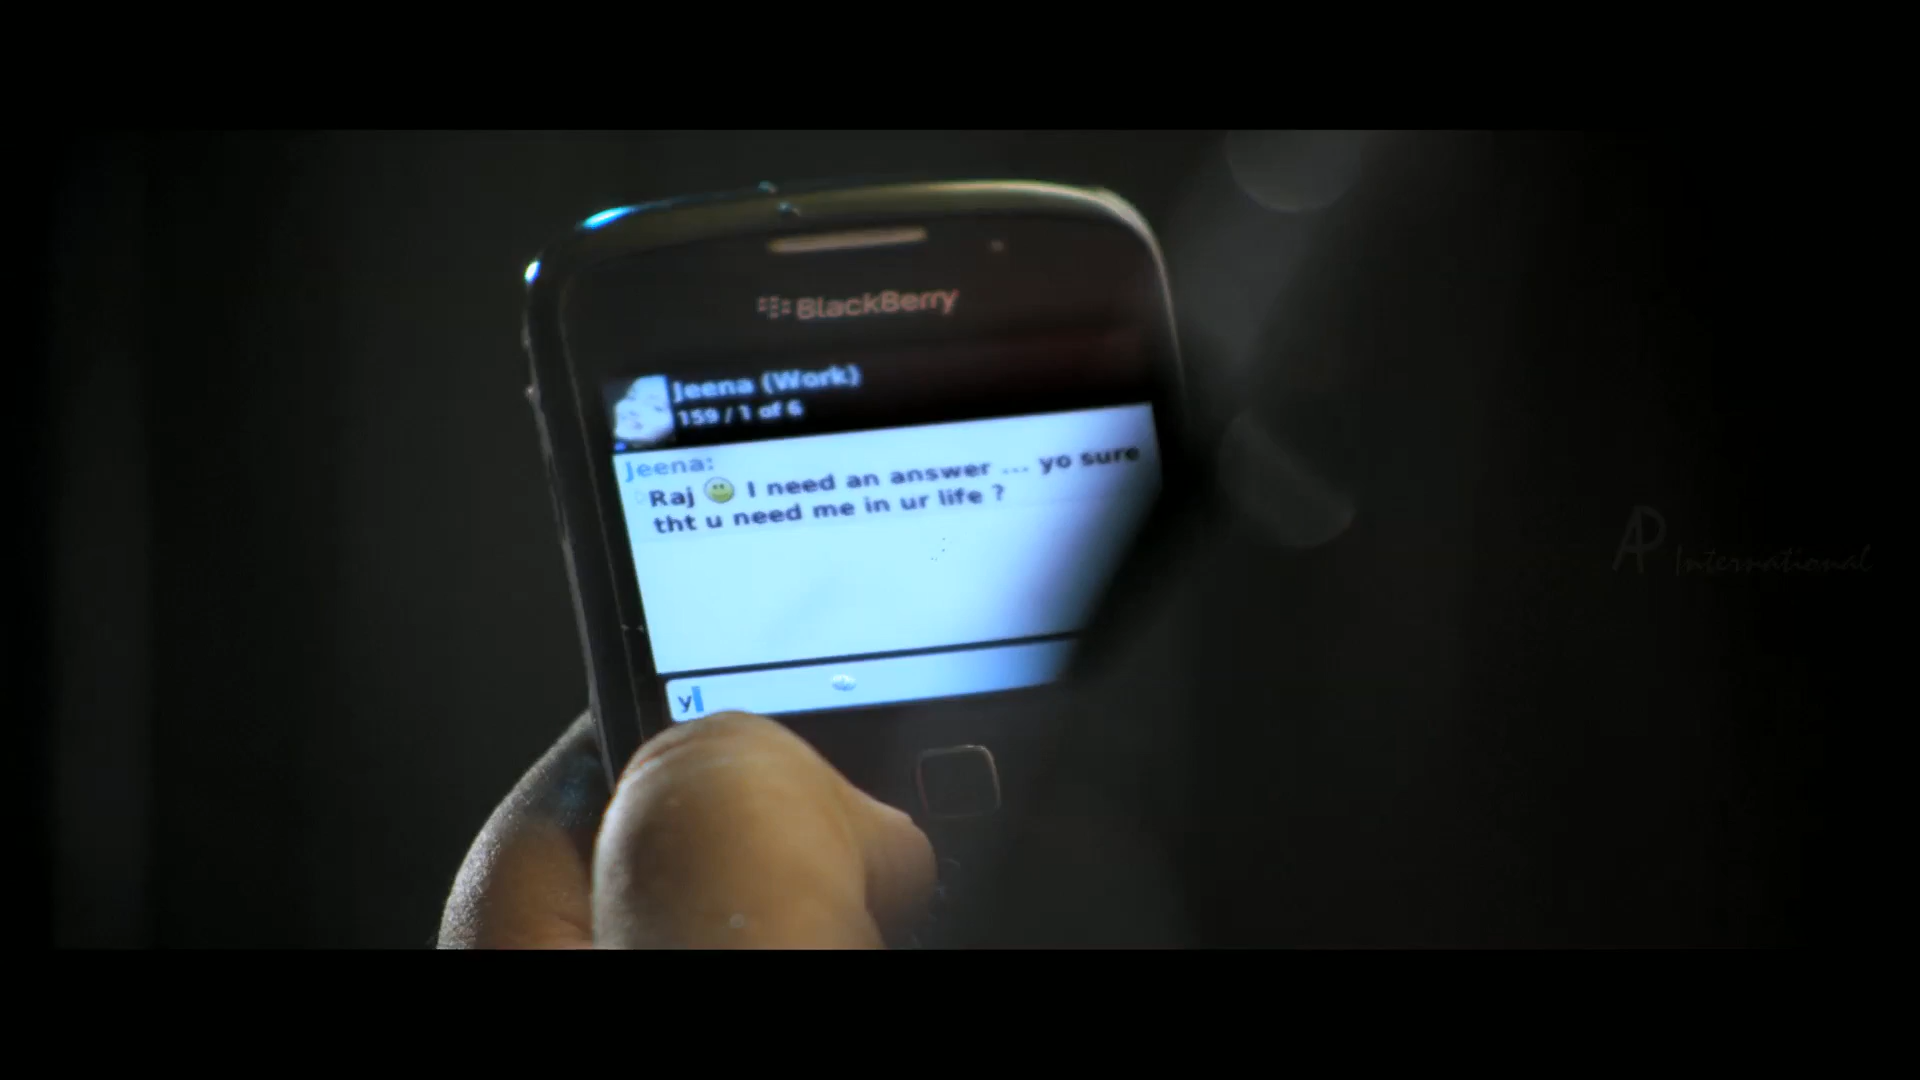 BlackBerry
Jeena (Work)
159 / 1 of 6
Jeena:
Raj I need an answer ... yo sure
tht u need me in ur life ?
y
AP International